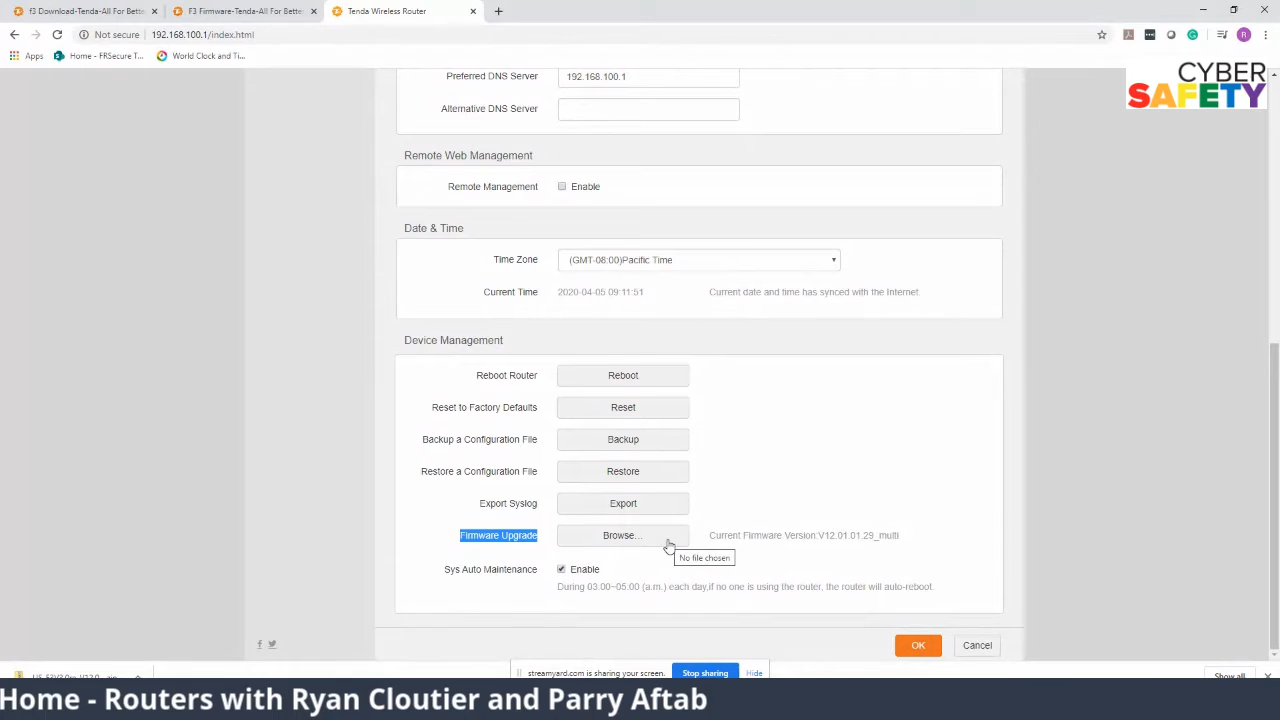 f3 Download-Tenda-All For Bette
F3 Firmware-Tenda-All For Better
Tenda Wireless Router
Not secure
192.168.100.1/index.html
R
Apps
Home - FRSecure T...
World Clock and Ti...
CYBER
SAFETY
Preferred DNS Server
192.168.100.1
Alternative DNS Server
Remote Web Management
Remote Management
Enable
Date & Time
Time Zone
(GMT-08:00)Pacific Time
Current Time
2020-04-05 09:11:51
Current date and time has synced with the Internet.
Device Management
Reboot Router
Reboot
Reset to Factory Defaults
Reset
Backup a Configuration File
Backup
Restore a Configuration File
Restore
Export Syslog
Export
Firmware Upgrade
Browse...
Current Firmware Version:V12.01.01.29_multi
No file chosen
Sys Auto Maintenance
Enable
During 03:00~05:00 (a.m.) each day,if no one is using the router, the router will auto-reboot.
OK
Cancel
streamyard.com is sharing your screen.
Stop sharing
Hide
Show all
Home - Routers with Ryan Cloutier and Parry Aftab